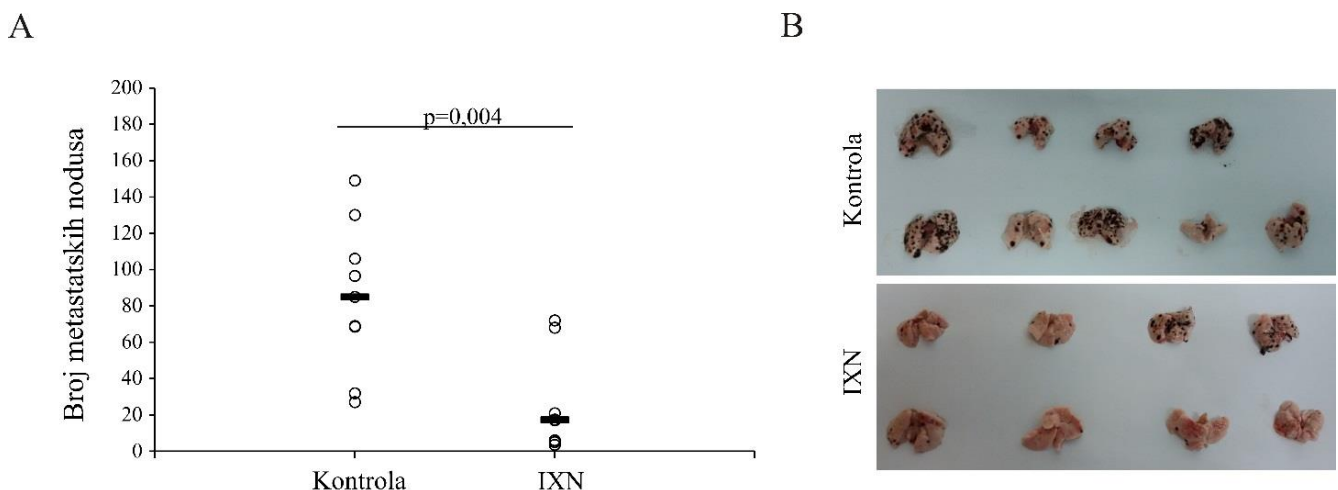 A
200
180
160
140
120
100
80
60
40
20
0
Broj metastatskih nodusa
p=0,004
Kontrola
IXN
B
Kontrola
IXN